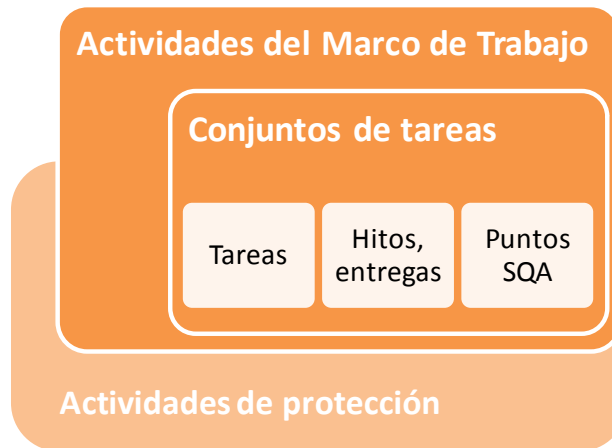 Actividades del Marco de Trabajo
Conjuntos de tareas
Tareas
Hitos,
entregas
Puntos
SQA
Actividades de protección